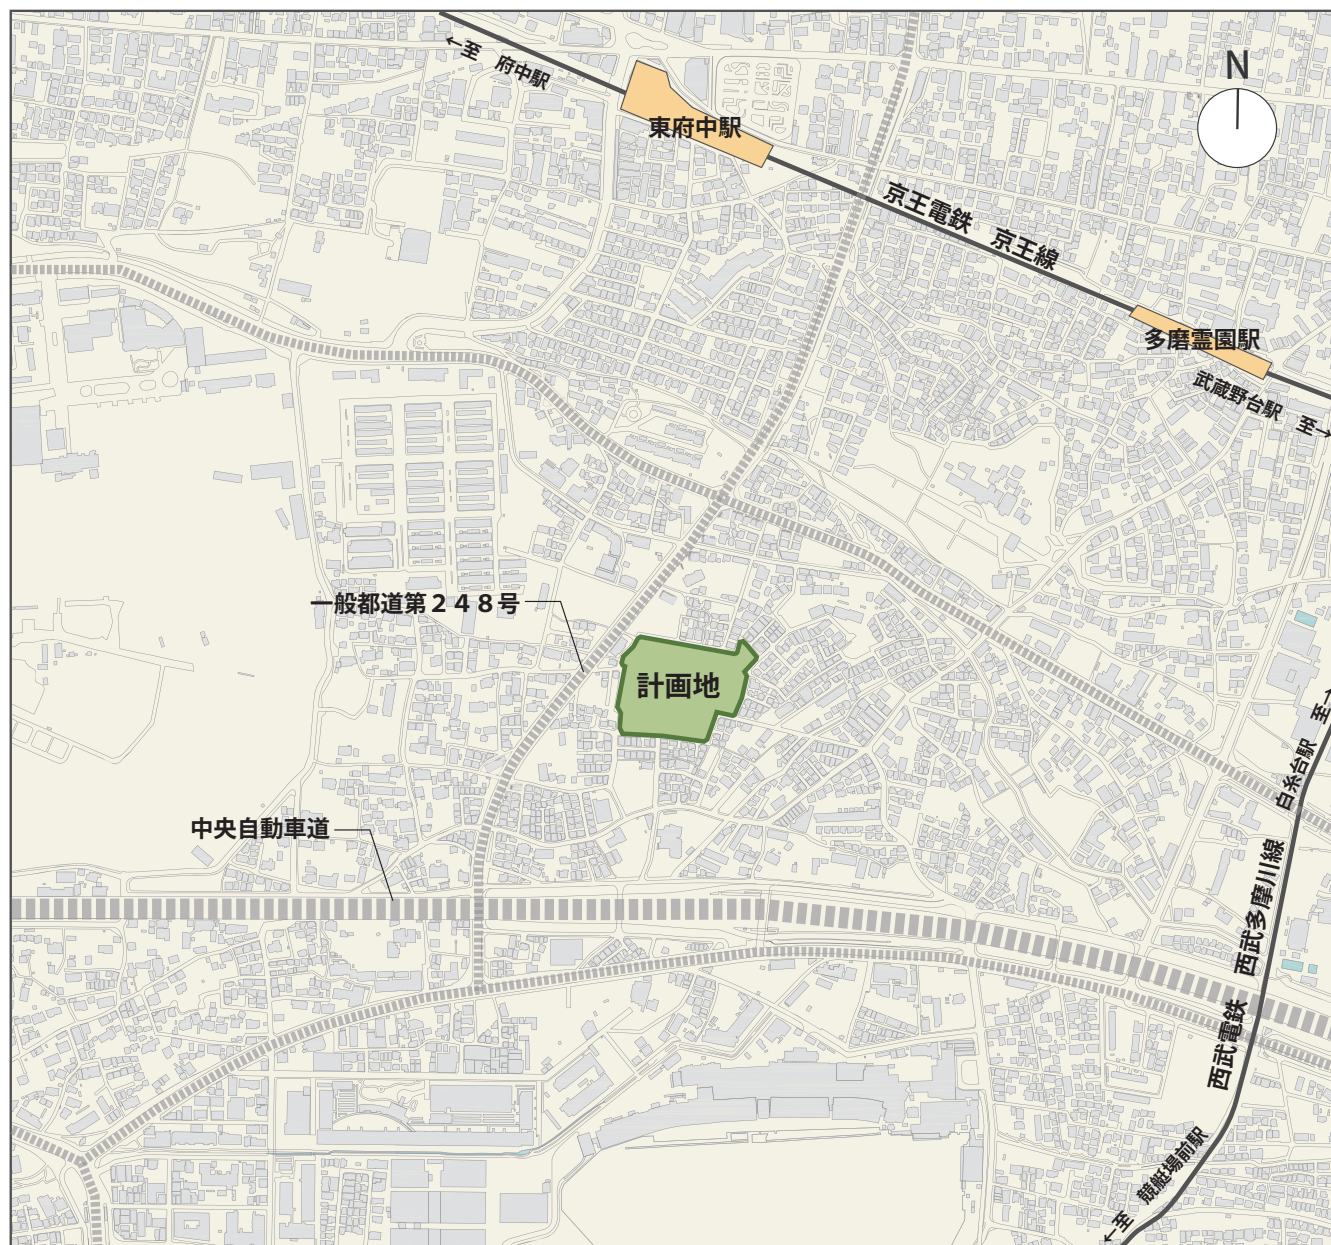 ←至 府中駅
N
東府中駅
京王電鉄 京王線
多磨霊園駅
武蔵野台駅 至→
一般都道第２４８号
計画地
至→
白糸台駅
中央自動車道
西武多摩川線
西武電鉄
競艇場前駅
←至